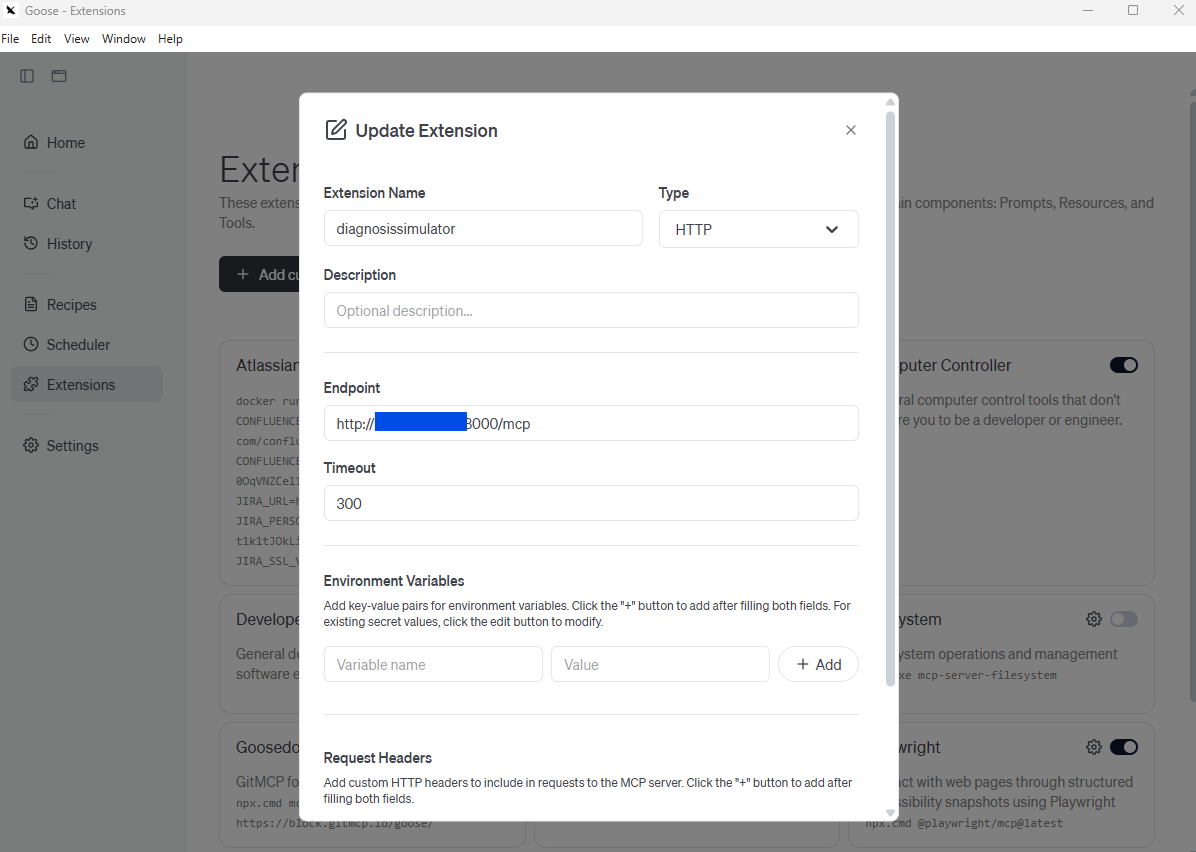 Goose - Extensions
File Edit View Window Help
Home
Chat
History
Recipes
Scheduler
Extensions
Settings
Exter
These extens
in components: Prompts, Resources, and
Tools.
+ Add cu
Update Extension
Extension Name
Type
diagnosissimulator
HTTP
Description
Optional description...
Endpoint
http:// 000/mcp
Timeout
300
Environment Variables
Add key-value pairs for environment variables. Click the "+" button to add after filling both fields. For
existing secret values, click the edit button to modify.
Variable name
Value
+ Add
Request Headers
Add custom HTTP headers to include in requests to the MCP server. Click the "+" button to add after
filling both fields.
Atlassian
docker run
CONFLUENCE
com/conflu
CONFLUENCE
JIRA_URL=h
JIRA_PERSO
t1k1tJOkLi
JIRA_SSL_V
puter Controller
ral computer control tools that don't
re you to be a developer or engineer.
Develope
General de
software e
ystem
ystem operations and management
xe mcp-server-filesystem
Goosedo
GitMCP fo
npx.cmd mc
https://block.gitmcp.io/goose/
wright
act with web pages through structured
ssibility snapshots using Playwright
npx.cmd @playwright/mcp@latest